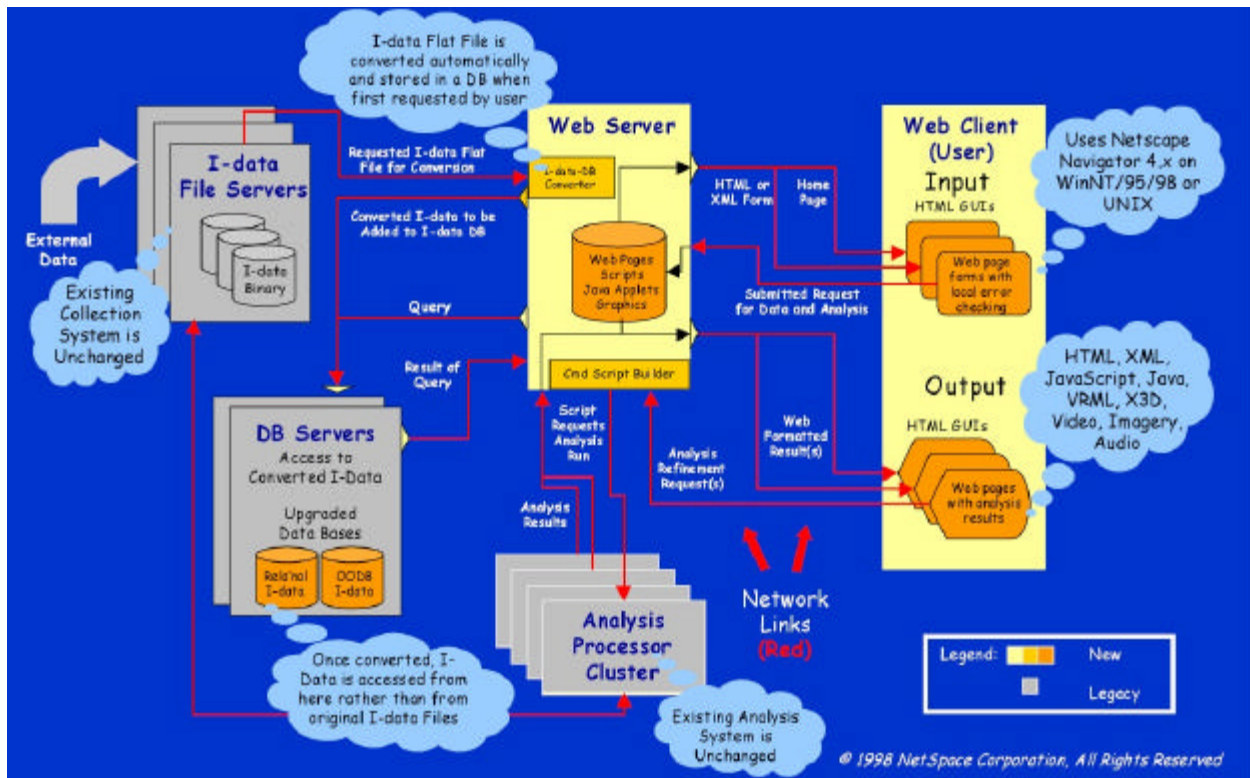 I-data Flat File is
converted automatically
and stored in a DB when
first requested by user
Web Server
I-data-DB
Converter
Web Pages
Scripts
Java Applets
Graphics
Cmd Script Builder
Web Client
(User)
Input
HTML GUIs
Web page
forms with
local error
checking
Output
HTML GUIs
Web pages
with analysis
results
Uses Netscape
Navigator 4.x on
WinNT/95/98 or
UNIX
HTML, XML,
JavaScript, Java,
VRML, X3D,
Video, Imagery,
Audio
I-data
File Servers
I-data
Binary
External
Data
Existing
Collection
System is
Unchanged
Requested I-data Flat
File for Conversion
Converted I-data to be
Added to I-data DB
Query
Result of
Query
HTML or
XML Form
Home
Page
Submitted Request
for Data and Analysis
DB Servers
Access to
Converted I-Data
Upgraded
Data Bases
Rela'nal
I-data
OODB
I-data
Script
Requests
Analysis
Run
Analysis
Results
Analysis
Refinement
Request(s)
Web
Formatted
Result(s)
Analysis
Processor
Cluster
Network
Links
(Red)
Once converted, I-
Data is accessed from
here rather than from
original I-data Files
Existing Analysis
System is
Unchanged
Legend: New
Legacy
© 1998 NetSpace Corporation, All Rights Reserved